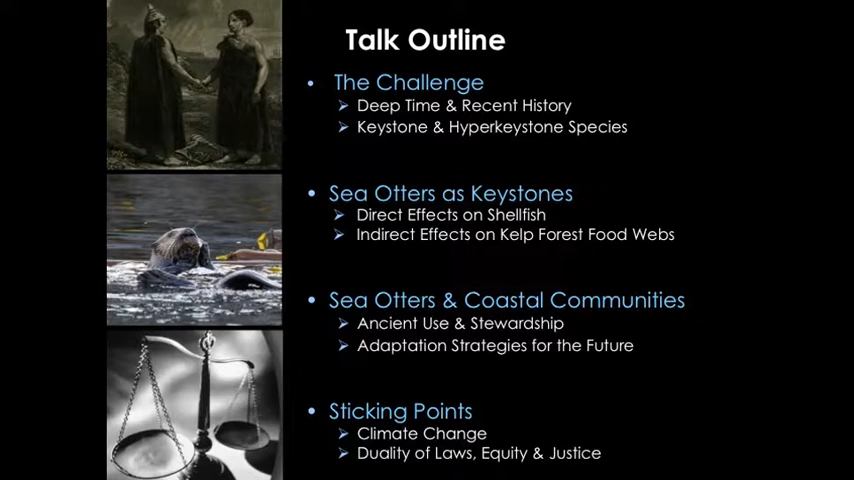 Talk Outline
• The Challenge
➢ Deep Time & Recent History
➢ Keystone & Hyperkeystone Species
• Sea Otters as Keystones
➢ Direct Effects on Shellfish
➢ Indirect Effects on Kelp Forest Food Webs
• Sea Otters & Coastal Communities
➢ Ancient Use & Stewardship
➢ Adaptation Strategies for the Future
• Sticking Points
➢ Climate Change
➢ Duality of Laws, Equity & Justice